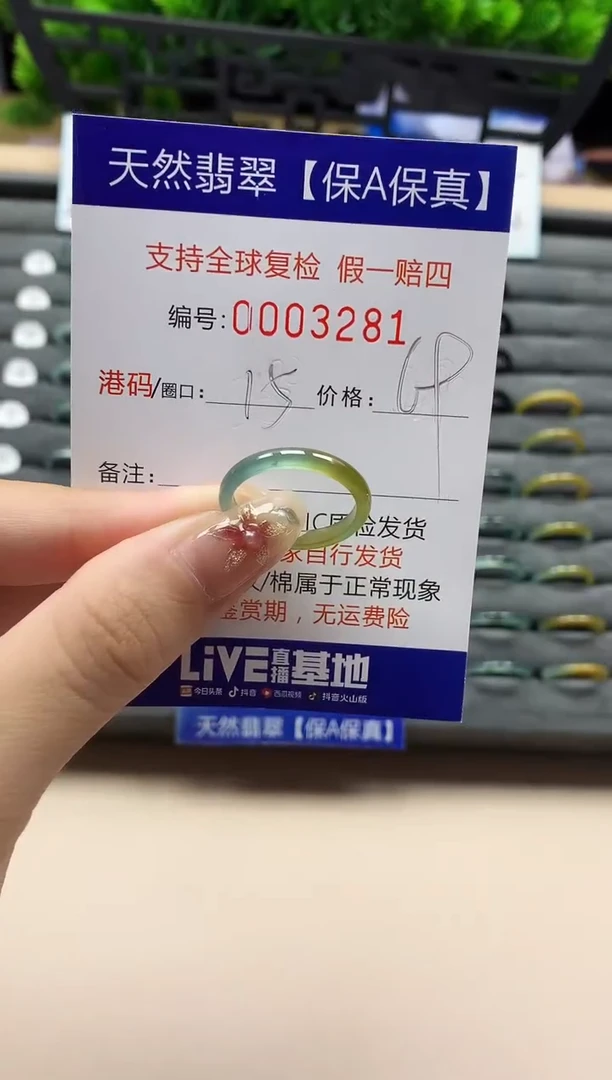 天然翡翠【保A保真】
支持全球复检 假一赔四
编号:0003281
港码/圈口: 15 价格:
备注:
发货
家自行发货
/棉属于正常现象
鉴赏期，无运费险
LiVE直播基地
今日头条 抖音 西瓜视频 抖音火山版
天然翡翠【保A保真】